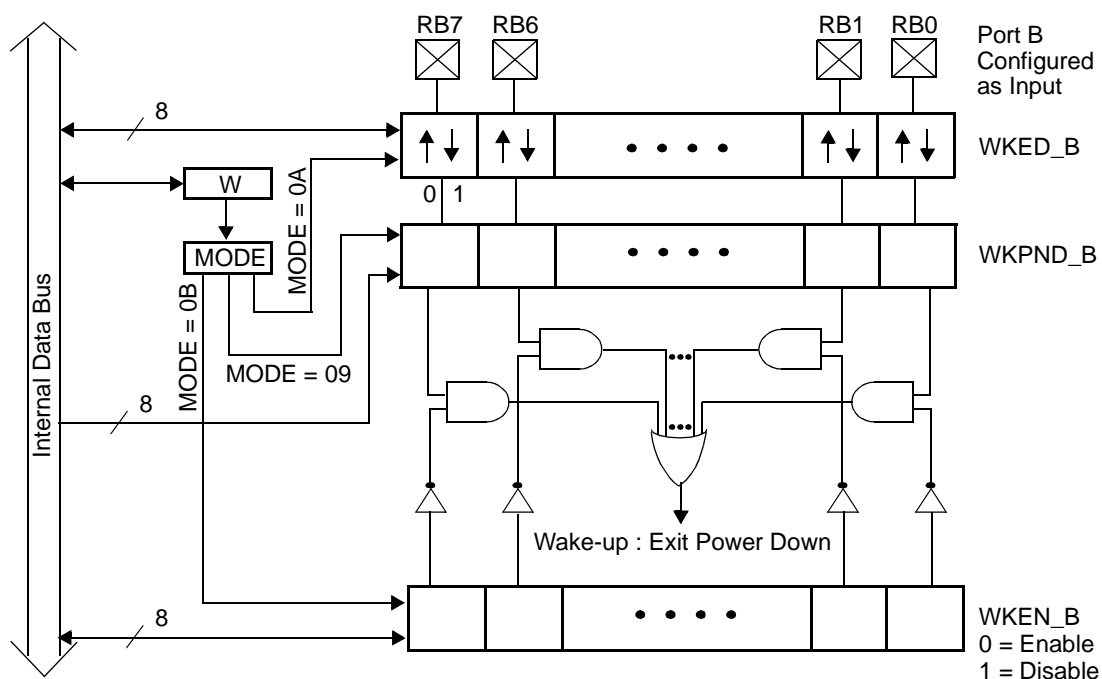 RB7 RB6 RB1 RB0
Port B
Configured
as Input
8
WKED_B
W
0 1
MODE = 0A
MODE
WKPND_B
MODE = 0B
MODE = 09
Internal Data Bus
8
Wake-up : Exit Power Down
8
WKEN_B
0 = Enable
1 = Disable